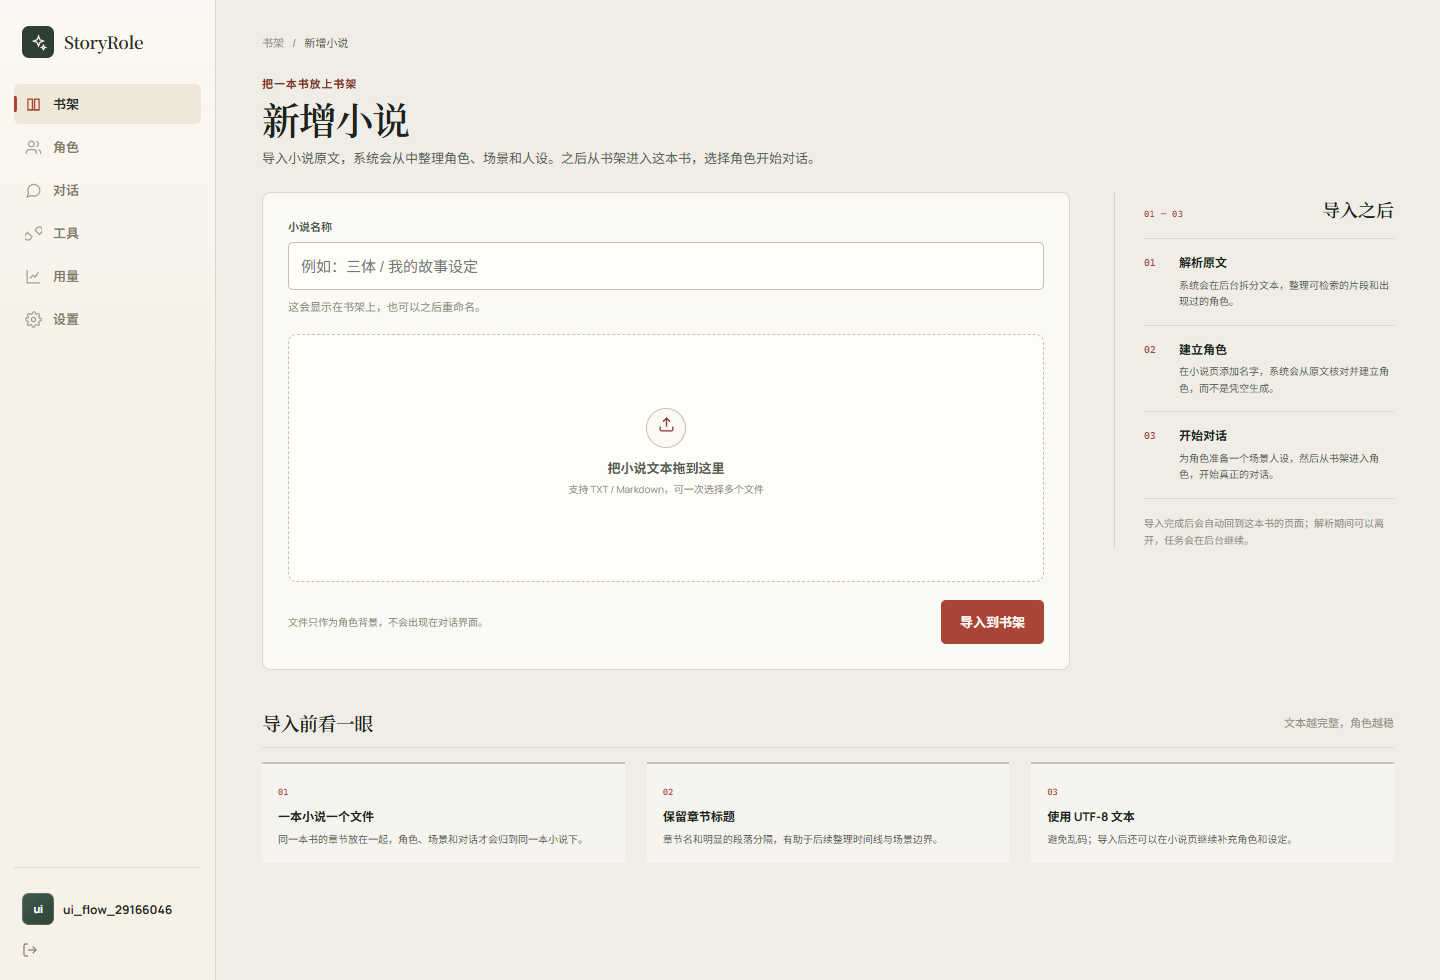 StoryRole
书架
角色
对话
工具
用量
设置
ui
ui_flow_29166046
书架 / 新增小说
把一本书放上书架
新增小说
导入小说原文，系统会从中整理角色、场景和人设。之后从书架进入这本书，选择角色开始对话。
小说名称
例如：三体 / 我的故事设定
这会显示在书架上，也可以之后重命名。
把小说文本拖到这里
支持 TXT / Markdown，可一次选择多个文件
文件只作为角色背景，不会出现在对话界面。
导入到书架
01 — 03
导入之后
01
解析原文
系统会在后台拆分文本，整理可检索的片段和出
现过的角色。
02
建立角色
在小说页添加名字，系统会从原文核对并建立角
色，而不是凭空生成。
03
开始对话
为角色准备一个场景人设，然后从书架进入角
色，开始真正的对话。
导入完成后会自动回到这本书的页面；解析期间可以离
开，任务会在后台继续。
导入前看一眼
文本越完整，角色越稳
01
一本小说一个文件
同一本书的章节放在一起，角色、场景和对话才会归到同一本小说下。
02
保留章节标题
章节名和明显的段落分隔，有助于后续整理时间线与场景边界。
03
使用 UTF-8 文本
避免乱码；导入后还可以在小说页继续补充角色和设定。